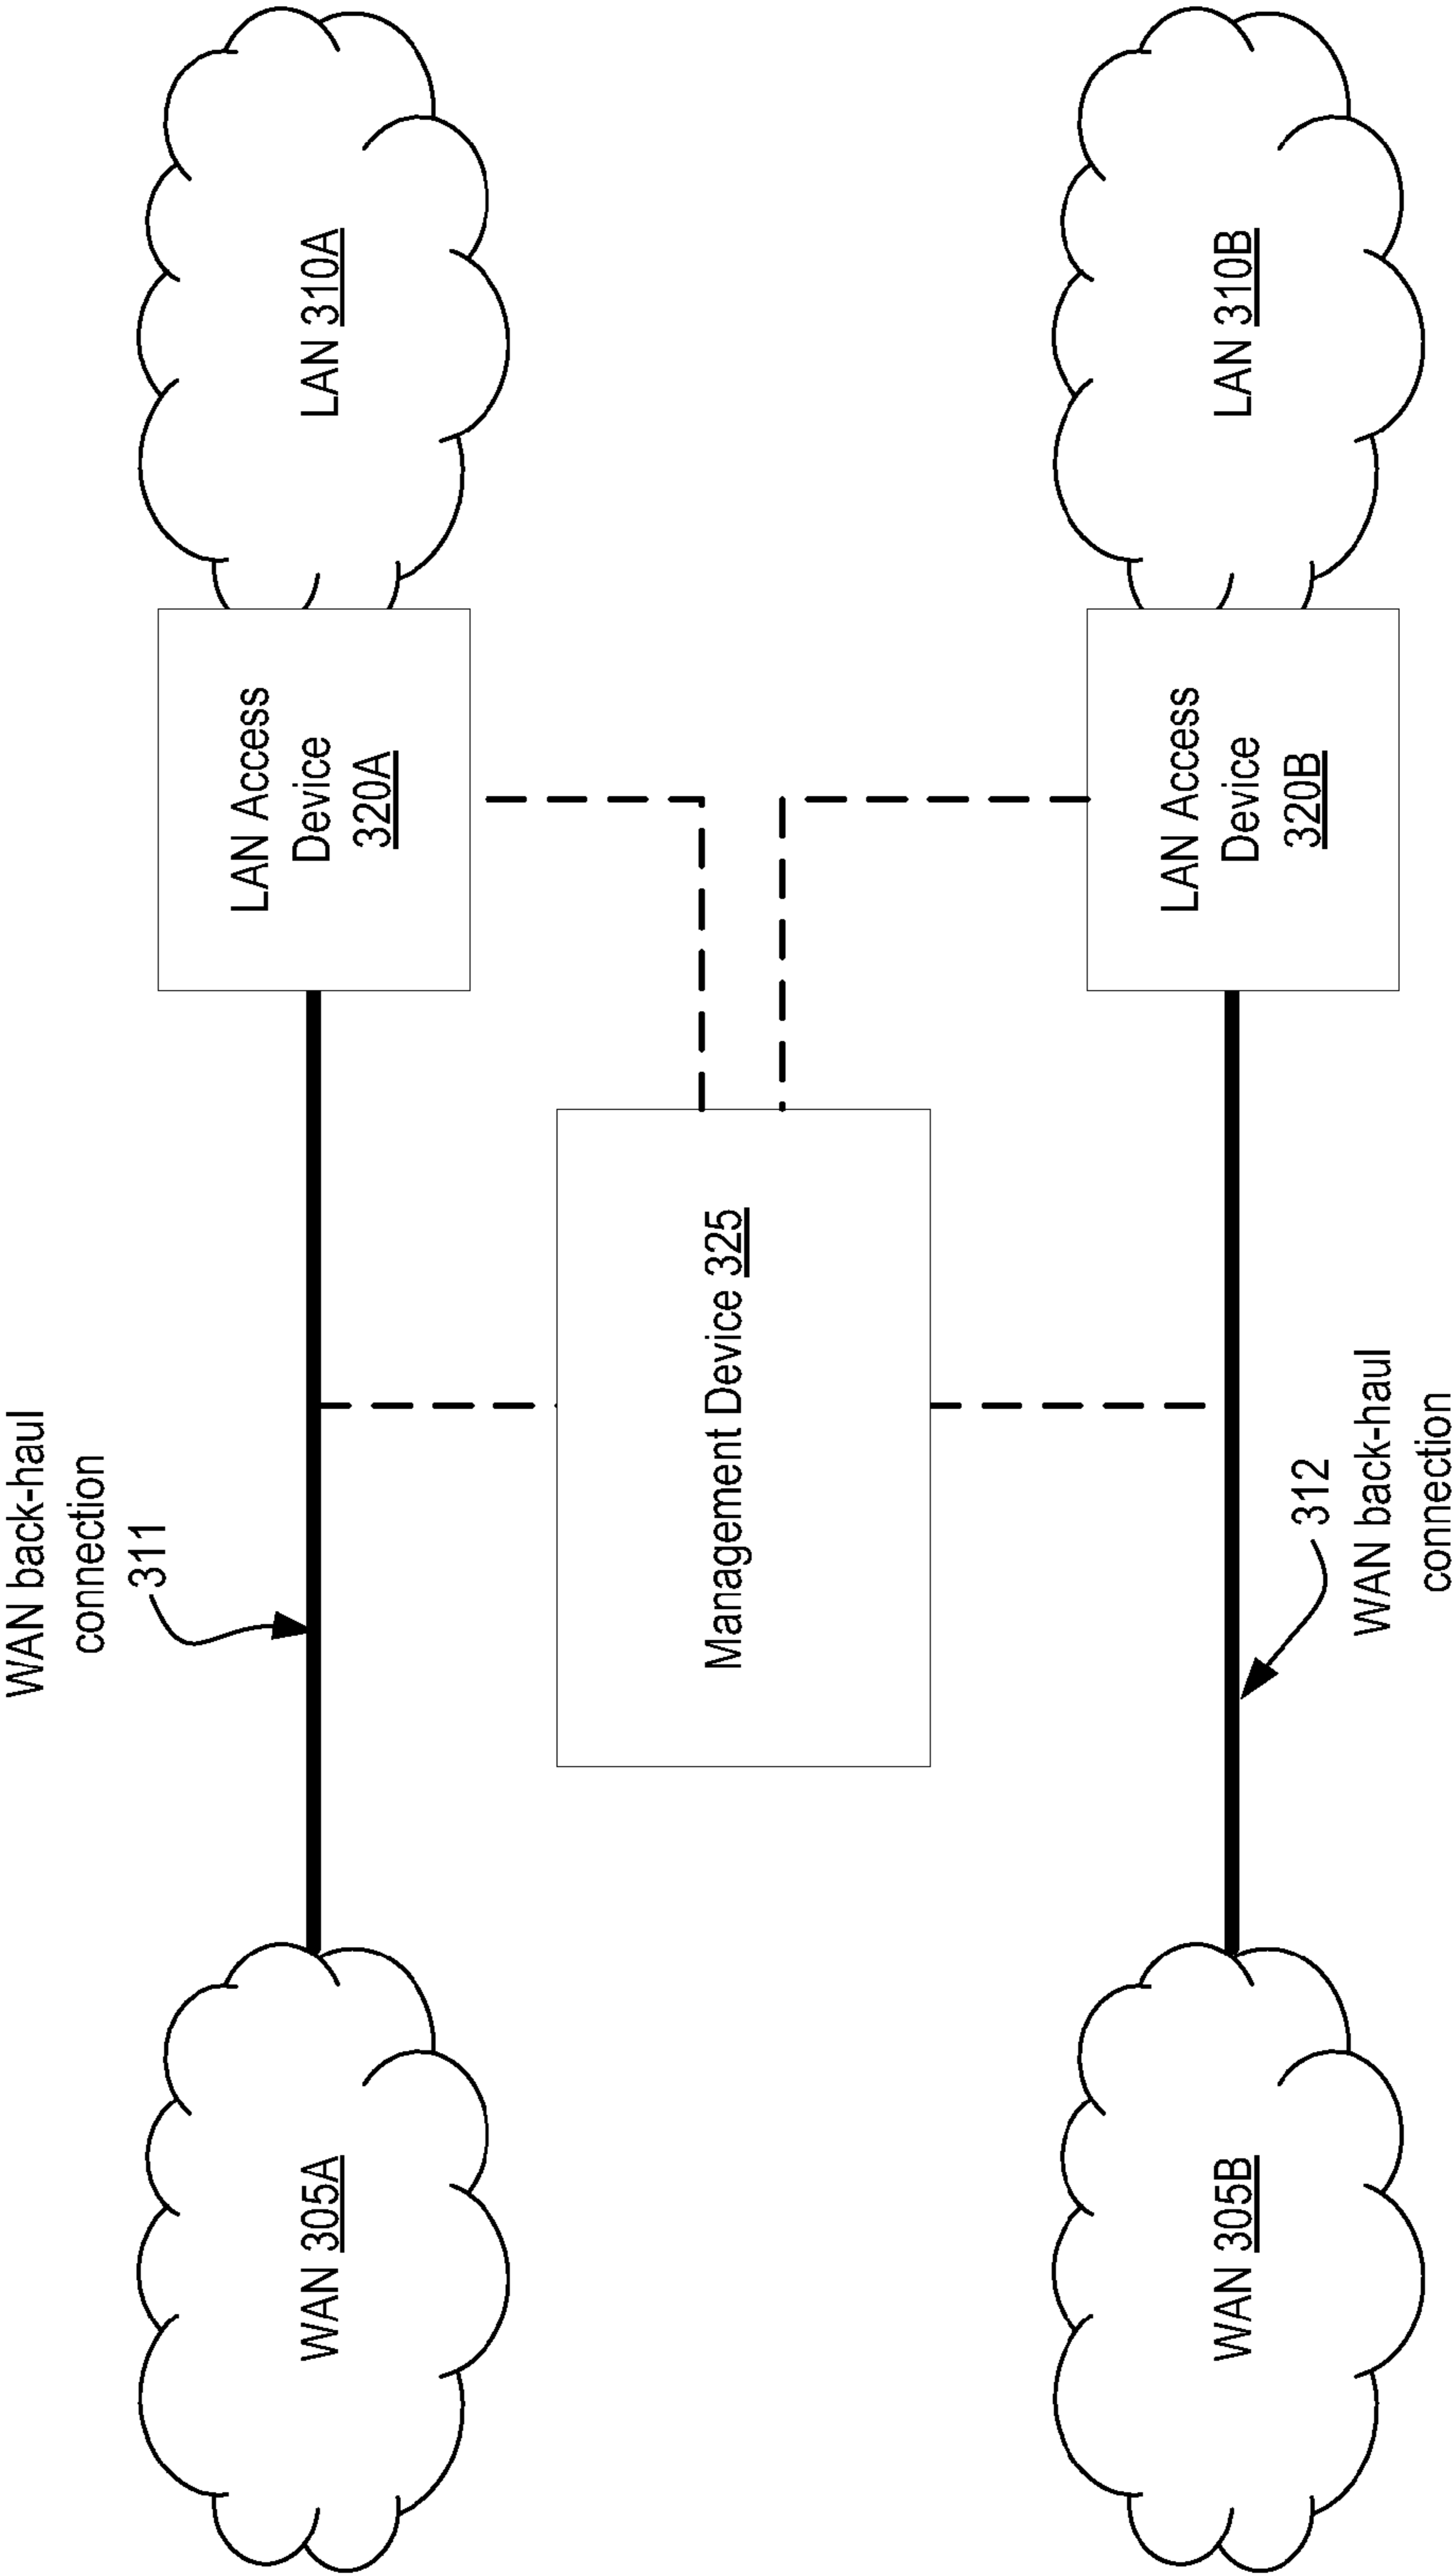 WAN back-haul
connection
311
WAN 305A
LAN Access
Device
320A
LAN 310A
Management Device 325
WAN 305B
LAN Access
Device
320B
LAN 310B
312
WAN back-haul
connection